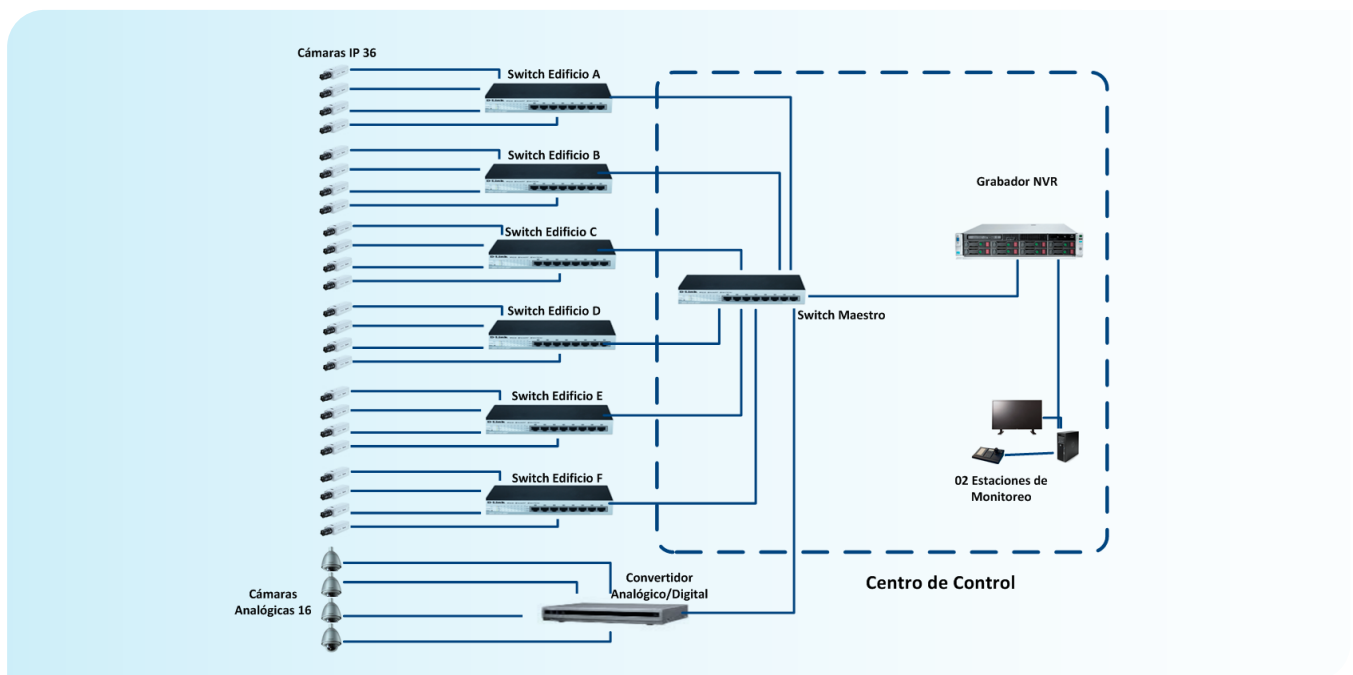 Cámaras IP 36
Switch Edificio A
Switch Edificio B
Switch Edificio C
Switch Edificio D
Switch Edificio E
Switch Edificio F
Grabador NVR
Switch Maestro
02 Estaciones de
Monitoreo
Centro de Control
Convertidor
Analógico/Digital
Cámaras
Analógicas 16